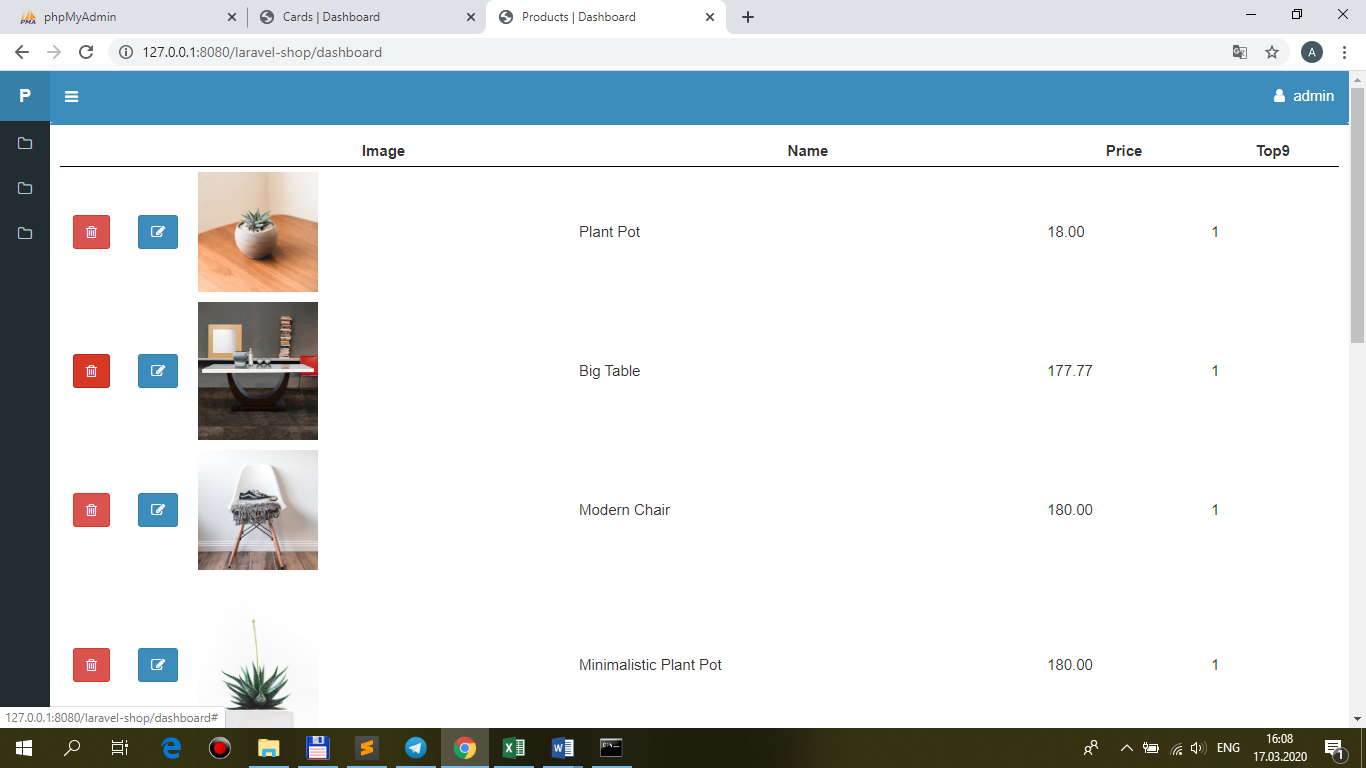 phpMyAdmin
Cards | Dashboard
Products | Dashboard
127.0.0.1:8080/laravel-shop/dashboard
A
P
admin
Image Name Price Top9
Plant Pot 18.00 1
Big Table 177.77 1
Modern Chair 180.00 1
Minimalistic Plant Pot 180.00 1
127.0.0.1:8080/laravel-shop/dashboard#
ENG
16:08
17.03.2020
1